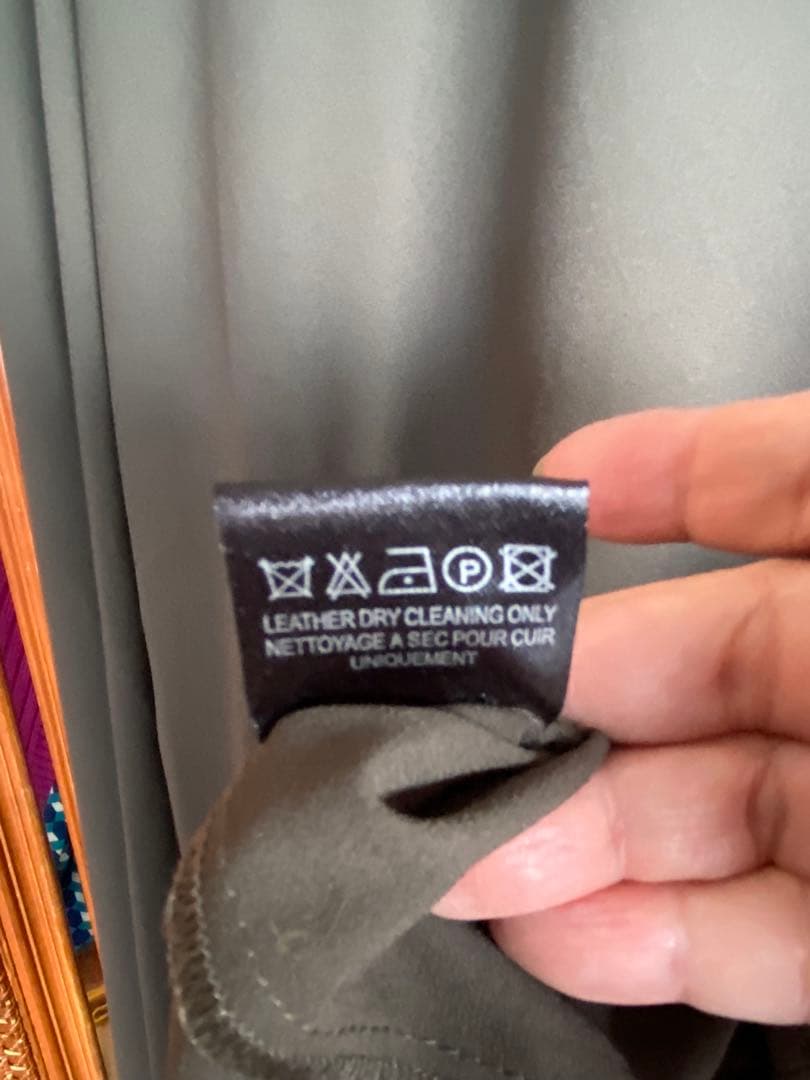 P
LEATHER DRY CLEANING ONLY
NETTOYAGE A SEC POUR CUIR
UNIQUEMENT